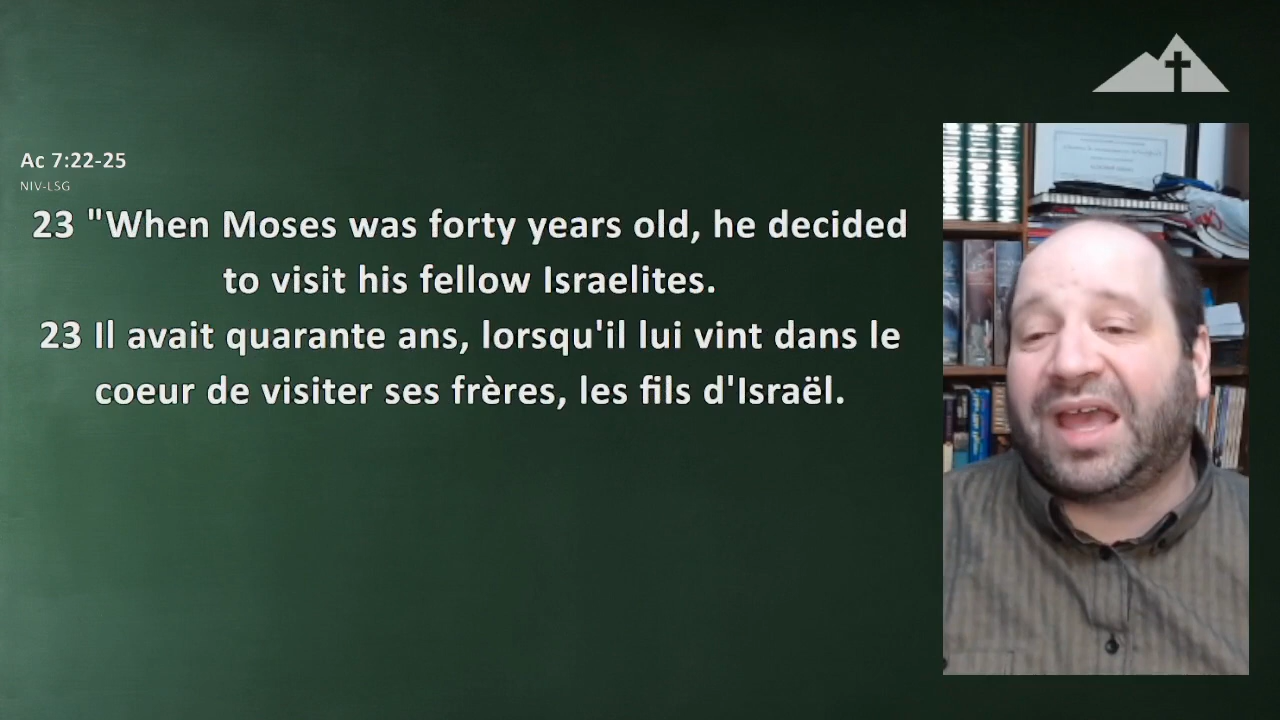 Ac 7:22-25
NIV-LSG
23 "When Moses was forty years old, he decided
to visit his fellow Israelites.
23 Il avait quarante ans, lorsqu'il lui vint dans le
coeur de visiter ses frères, les fils d'Israël.